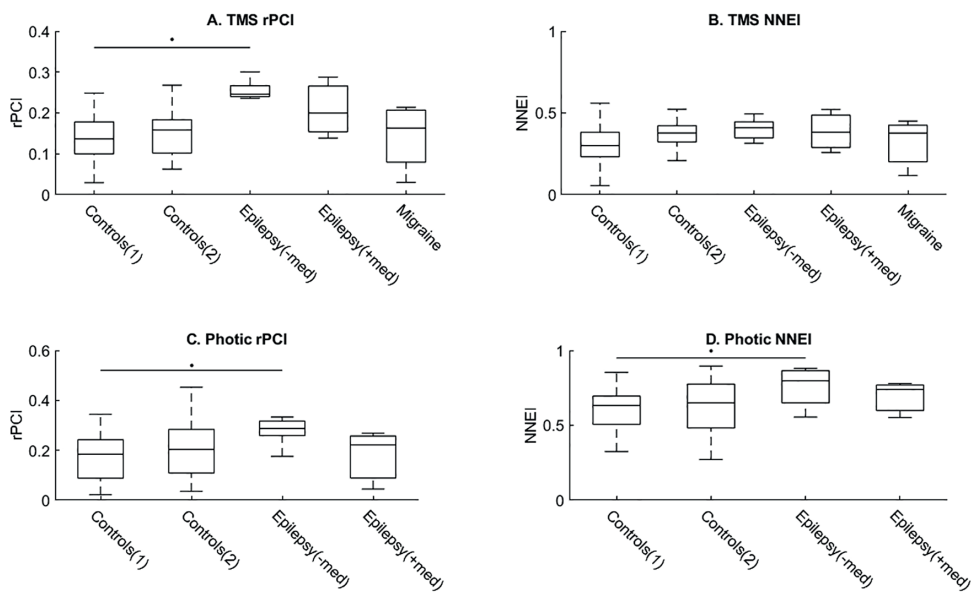 A. TMS rPCI
0.4
0.3
0.2
0.1
0
rPCI
Controls(1)
Controls(2)
Epilepsy(-med)
Epilepsy(+med)
Migraine
B. TMS NNEI
1
0.5
0
NNEI
Controls(1)
Controls(2)
Epilepsy(-med)
Epilepsy(+med)
Migraine
C. Photic rPCI
0.6
0.4
0.2
0
rPCI
Controls(1)
Controls(2)
Epilepsy(-med)
Epilepsy(+med)
D. Photic NNEI
1
0.5
0
NNEI
Controls(1)
Controls(2)
Epilepsy(-med)
Epilepsy(+med)